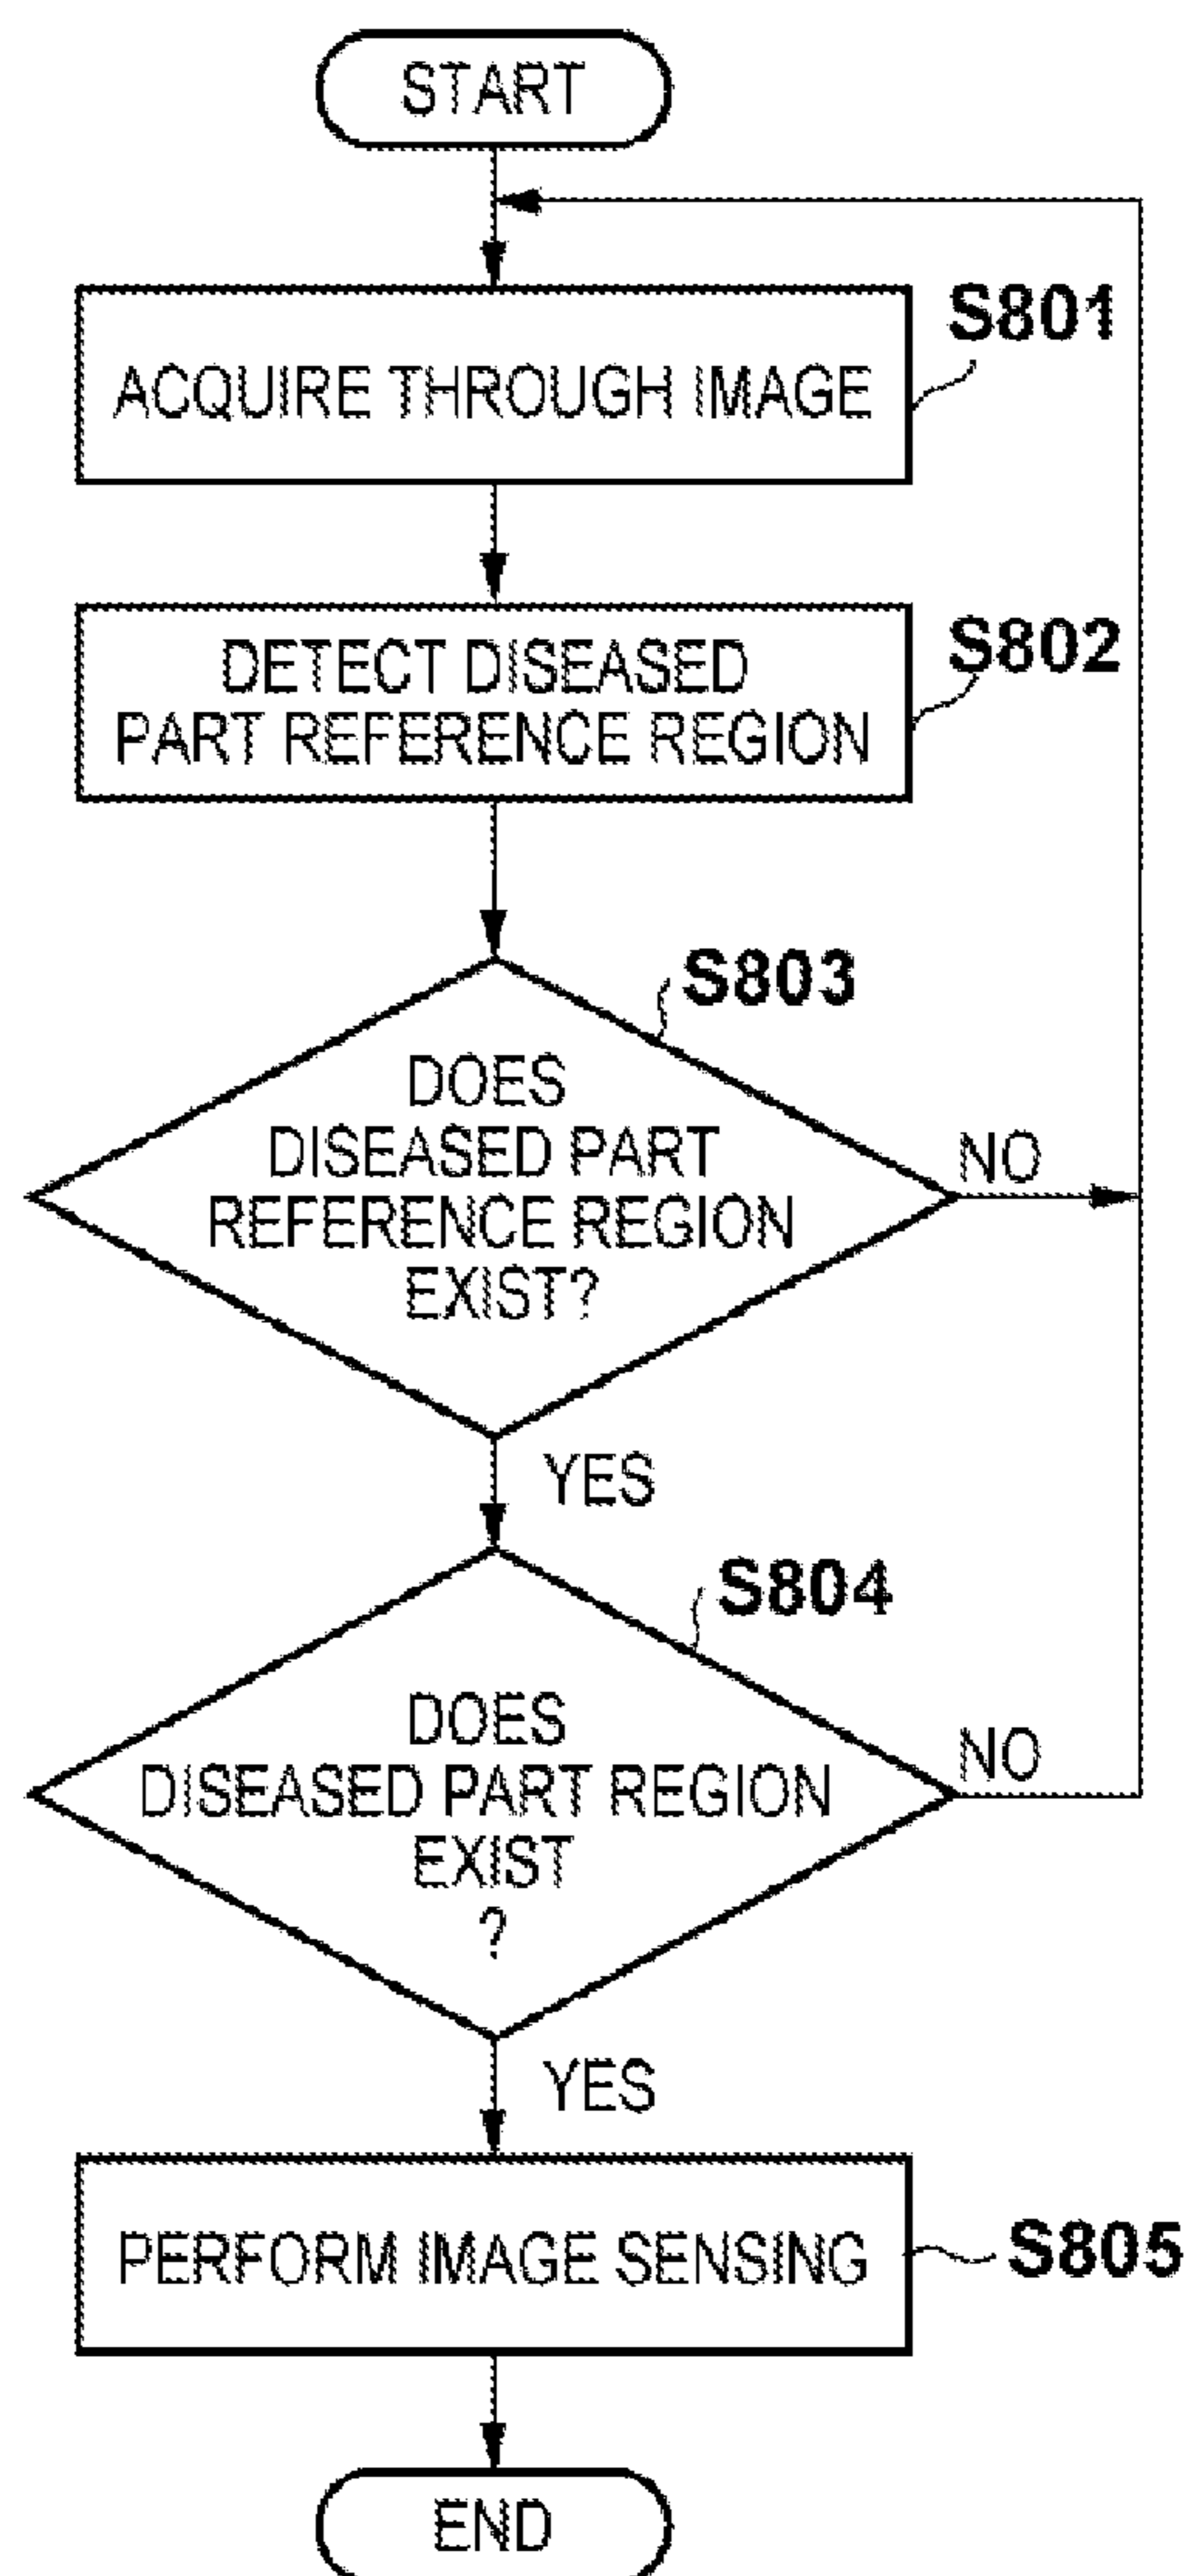 START
S801
ACQUIRE THROUGH IMAGE
S802
DETECT DISEASED
PART REFERENCE REGION
S803
DOES
DISEASED PART
REFERENCE REGION
EXIST?
NO
YES
S804
DOES
DISEASED PART REGION
EXIST
?
NO
YES
PERFORM IMAGE SENSING
S805
END